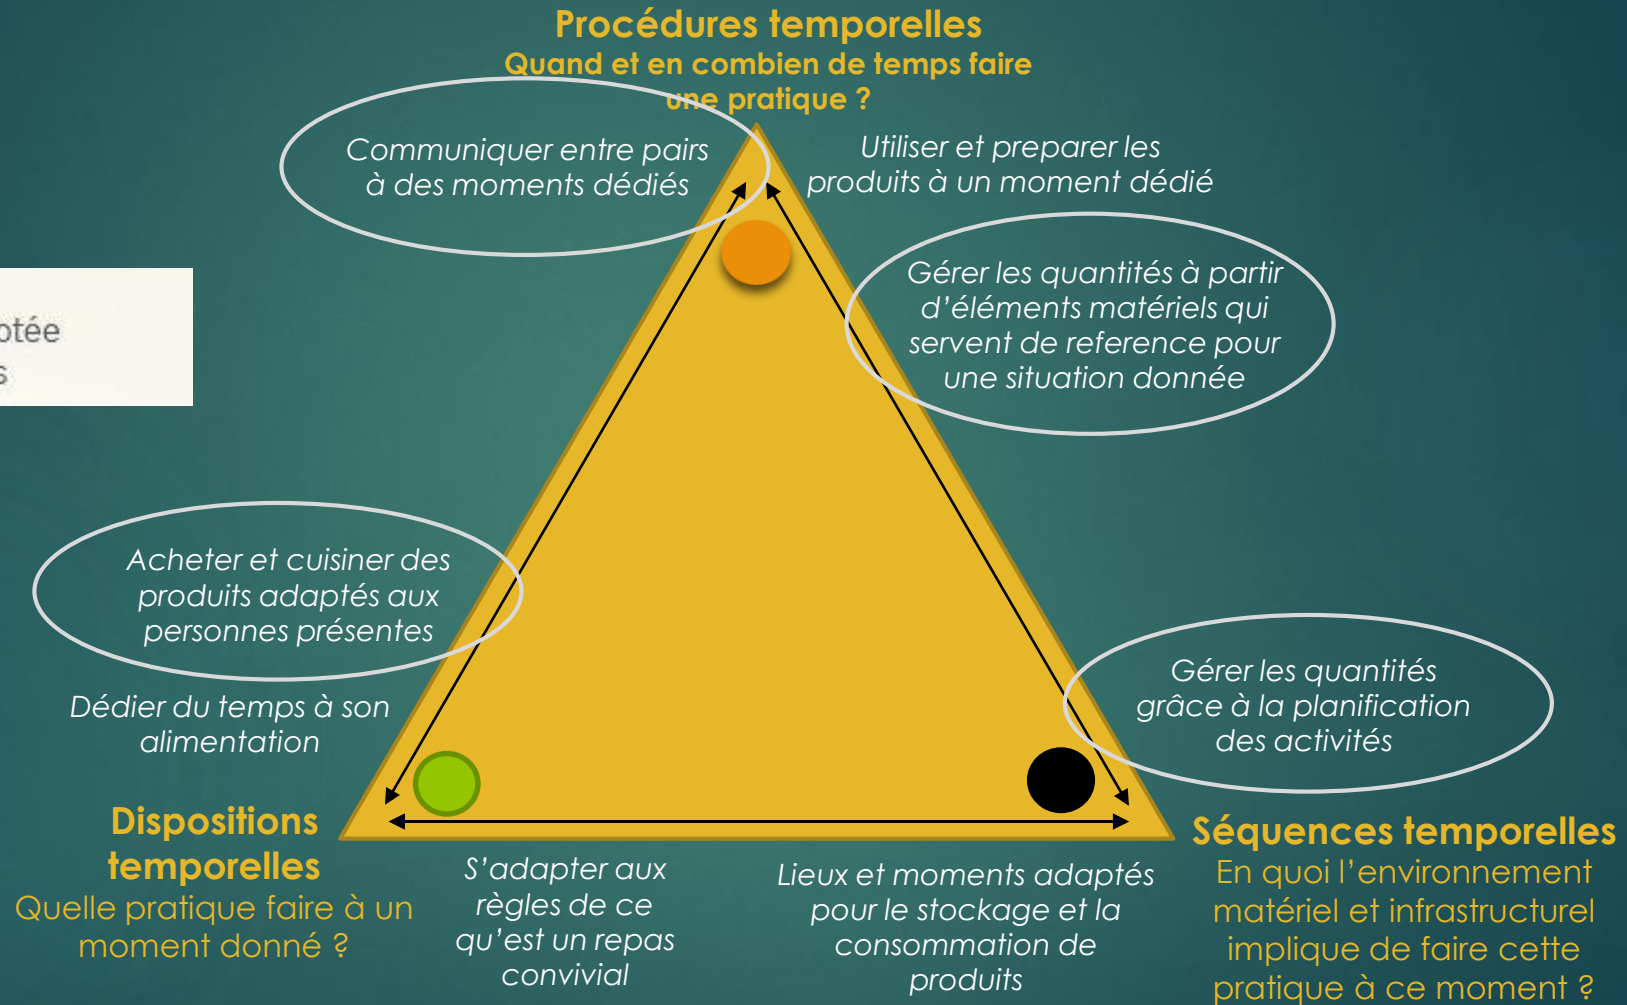 Procédures temporelles
Quand et en combien de temps faire
une pratique ?
Communiquer entre pairs
à des moments dédiés
Utiliser et preparer les
produits à un moment dédié
Gérer les quantités à partir
d'éléments matériels qui
servent de reference pour
une situation donnée
Acheter et cuisiner des
produits adaptés aux
personnes présentes
Dédier du temps à son
alimentation
Gérer les quantités
grâce à la planification
des activités
Dispositions
temporelles
Quelle pratique faire à un
moment donné ?
S'adapter aux
règles de ce
qu'est un repas
convivial
Lieux et moments adaptés
pour le stockage et la
consommation de
produits
Séquences temporelles
En quoi l'environnement
matériel et infrastructurel
implique de faire cette
pratique à ce moment ?